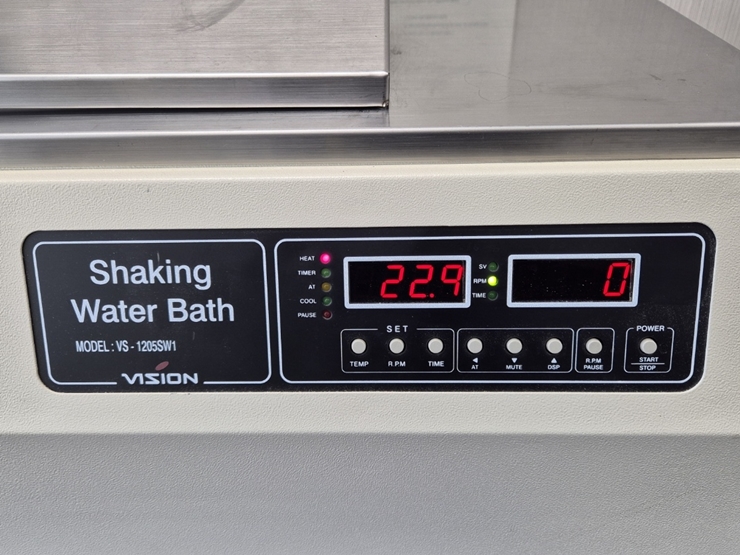 Shaking
Water Bath
MODEL : VS - 1205SW1
VISION
HEAT
TIMER
AT
COOL
PAUSE
22.9
SV
RPM
TIME
0
SET
TEMP
R.P.M
TIME
AT
MUTE
DSP
R.P.M
PAUSE
POWER
START
STOP